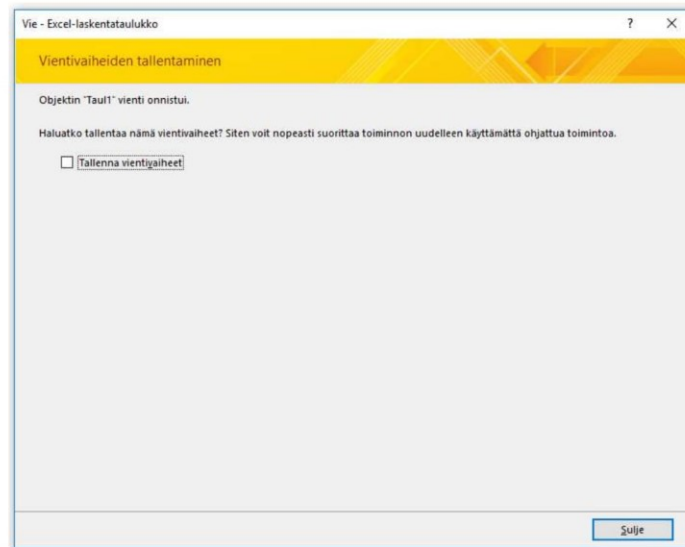 Vie - Excel-laskentataulukko
Vientivaiheiden tallentaminen
Objektin "Taul1" vienti onnistui.
Haluatko tallentaa nämä vientivaiheet? Siten voit nopeasti suorittaa toiminnon uudelleen käyttämättä ohjattua toimintoa.
Tallenna vientivaiheet
Sulje